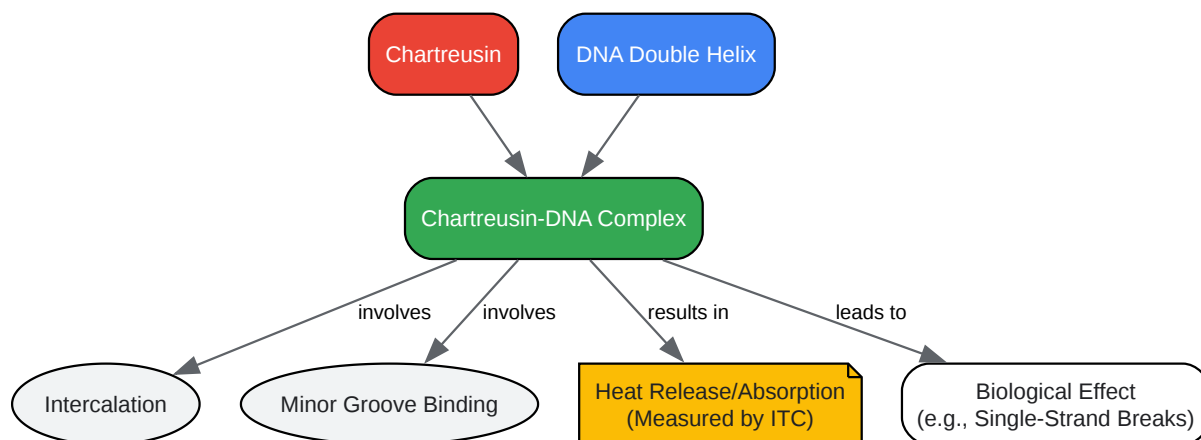 Chartreusin
DNA Double Helix
Chartreusin-DNA Complex
involves
involves
results in
leads to
Intercalation
Minor Groove Binding
Heat Release/Absorption
(Measured by ITC)
Biological Effect
(e.g., Single-Strand Breaks)